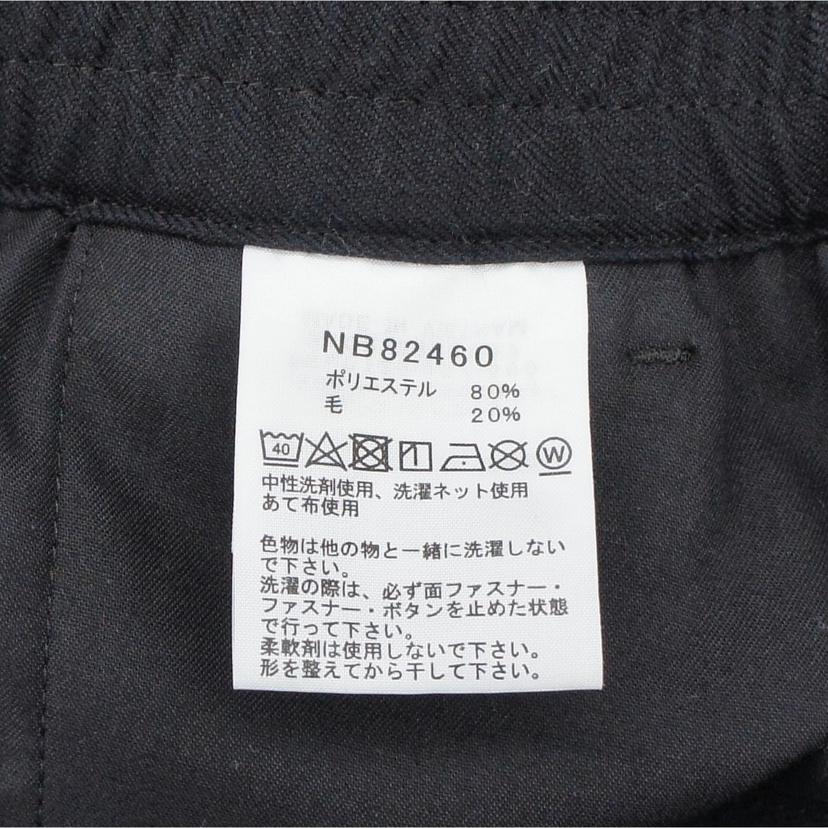 NB82460
ポリエステル 80%
毛 20%
40 W
中性洗剤使用、洗濯ネット使用
あて布使用
色物は他の物と一緒に洗濯しない
で下さい。
洗濯の際は、必ず面ファスナー・
ファスナー・ボタンを止めた状態
で行って下さい。
柔軟剤は使用しないで下さい。
形を整えてから干して下さい。